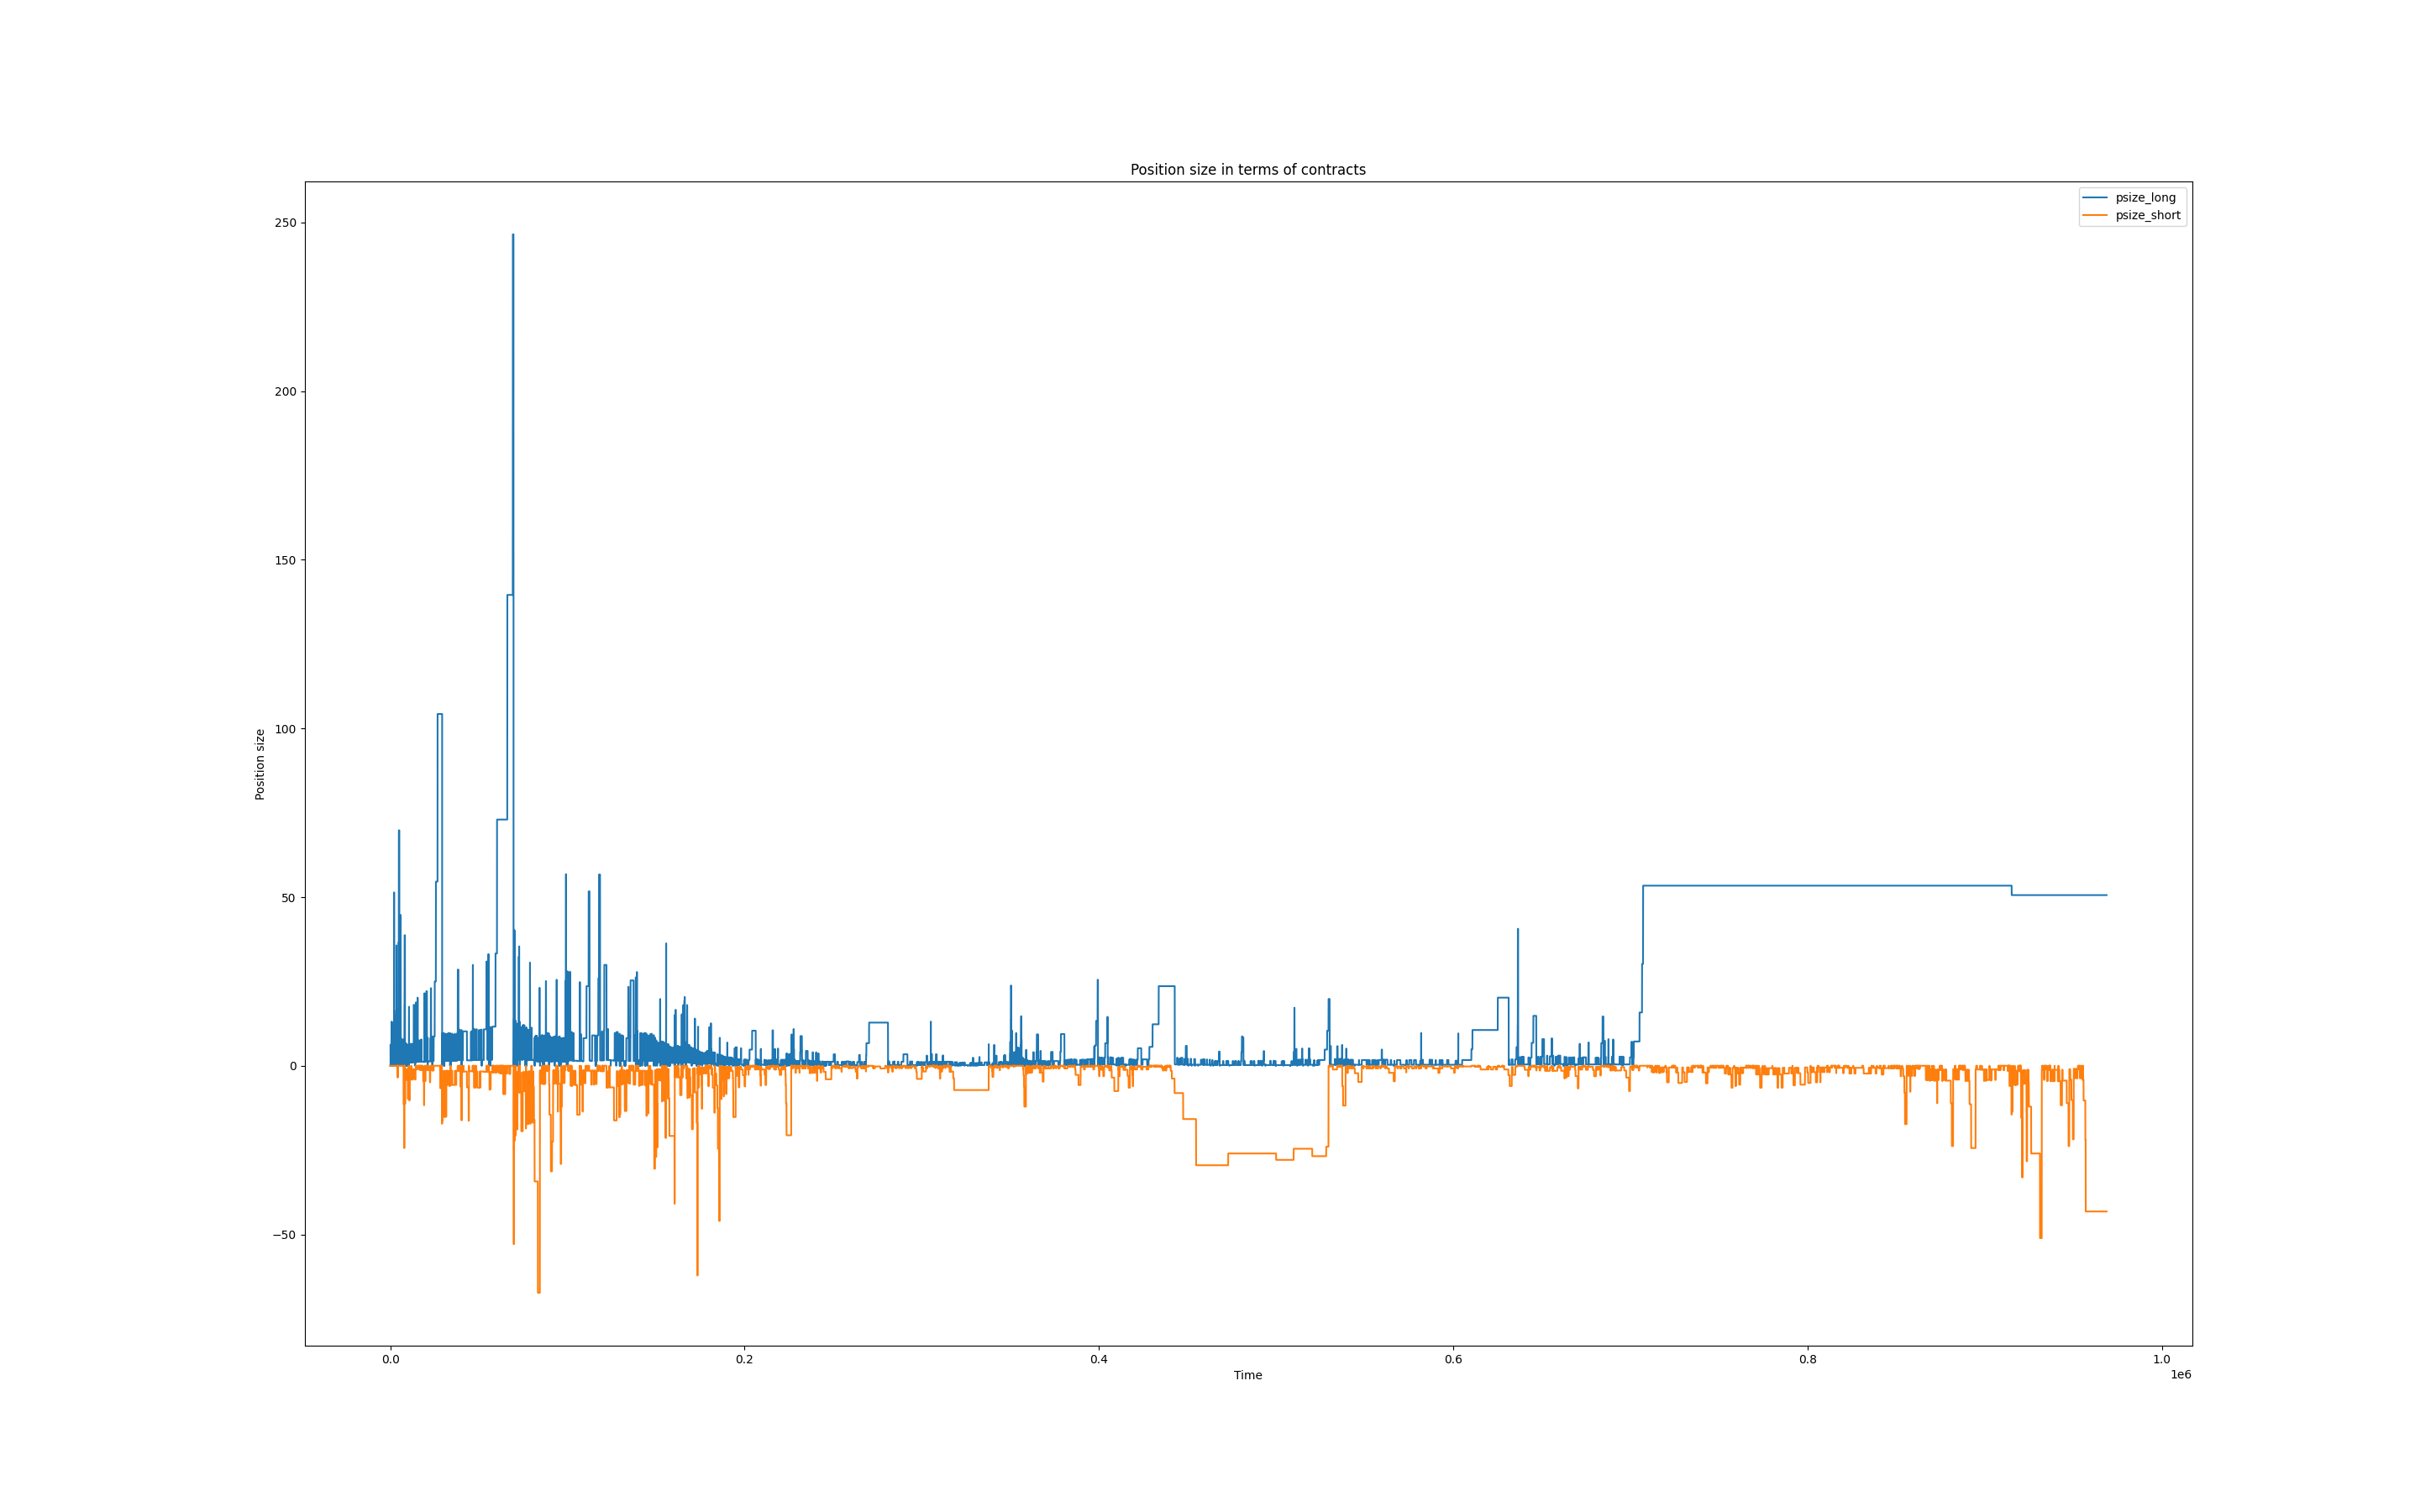 Position size in terms of contracts
psize_long
psize_short
250
200
150
100
50
0
−50
Position size
0.0
0.2
0.4
0.6
0.8
1.0
1e6
Time